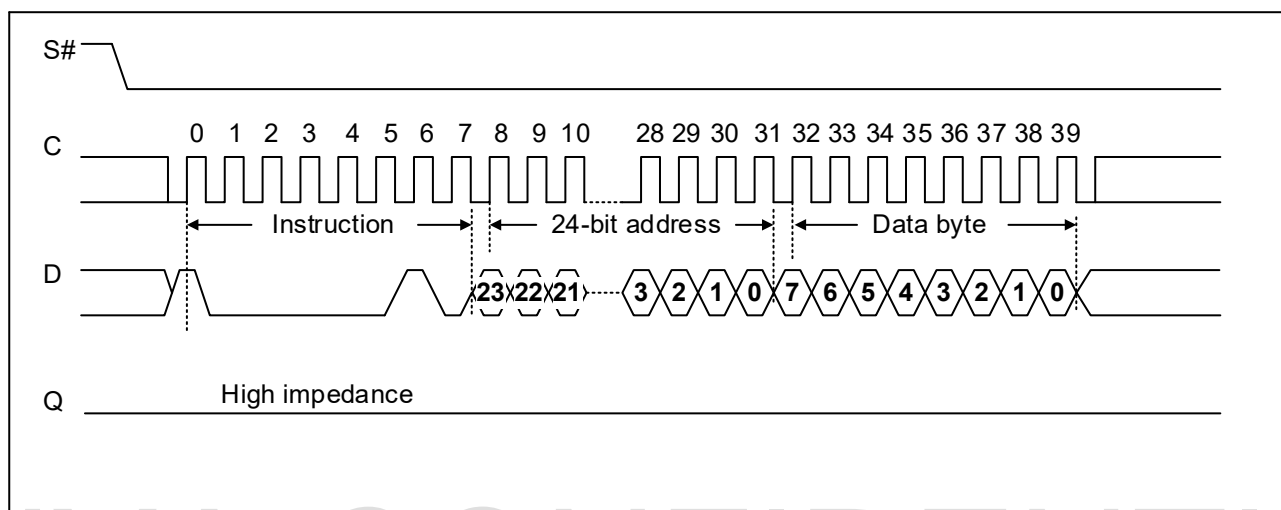 S#
0 1 2 3 4 5 6 7 8 9 10 28 29 30 31 32 33 34 35 36 37 38 39
C
Instruction 24-bit address Data byte
D
23 22 21 3 2 1 0 7 6 5 4 3 2 1 0
High impedance
Q